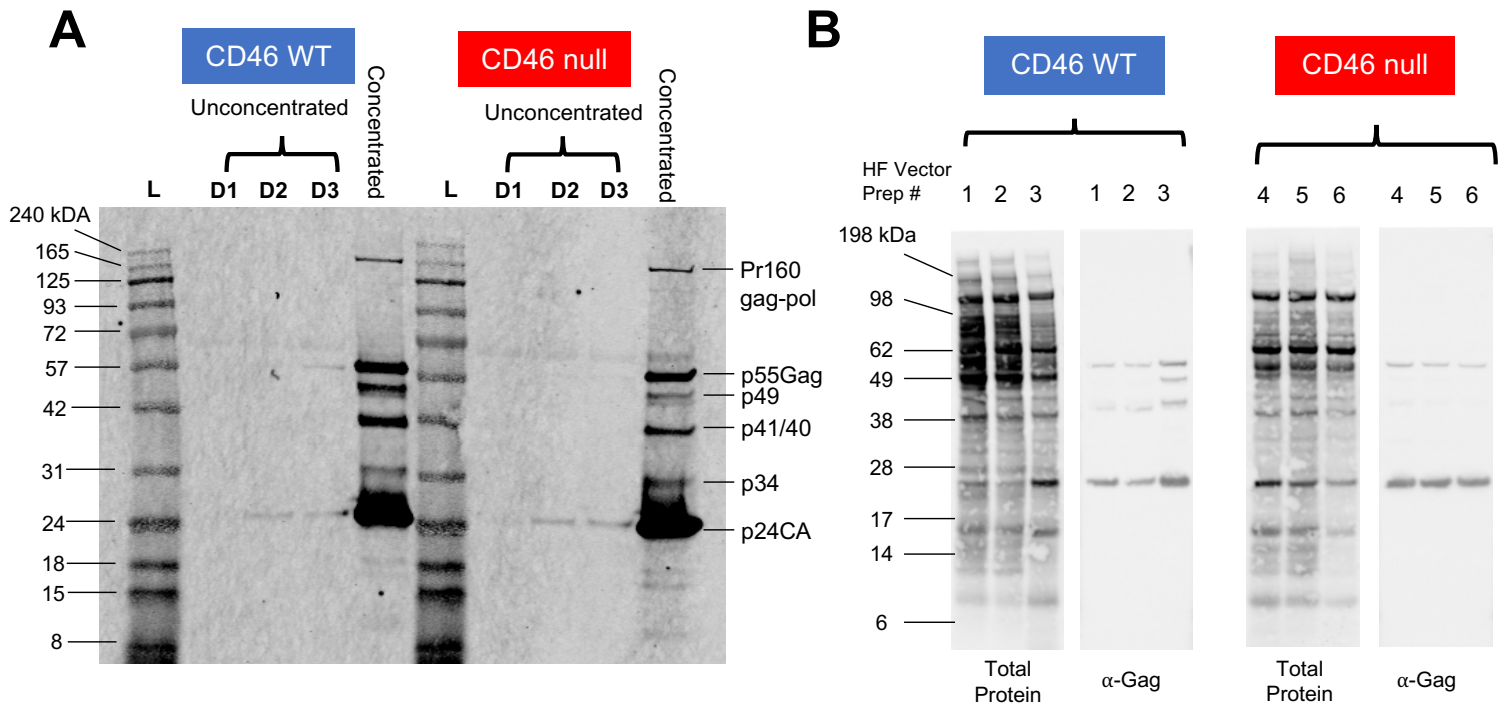 A
CD46 WT
CD46 null
Unconcentrated
Concentrated
Unconcentrated
Concentrated
L
D1
D2
D3
L
D1
D2
D3
240 kDA
165
125
93
72
57
42
31
24
18
15
8
Pr160
gag-pol
p55Gag
p49
p41/40
p34
p24CA
B
CD46 WT
CD46 null
HF Vector
Prep #
1 2 3
1 2 3
4 5 6
4 5 6
198 kDa
98
62
49
38
28
17
14
6
Total
Protein
α-Gag
Total
Protein
α-Gag